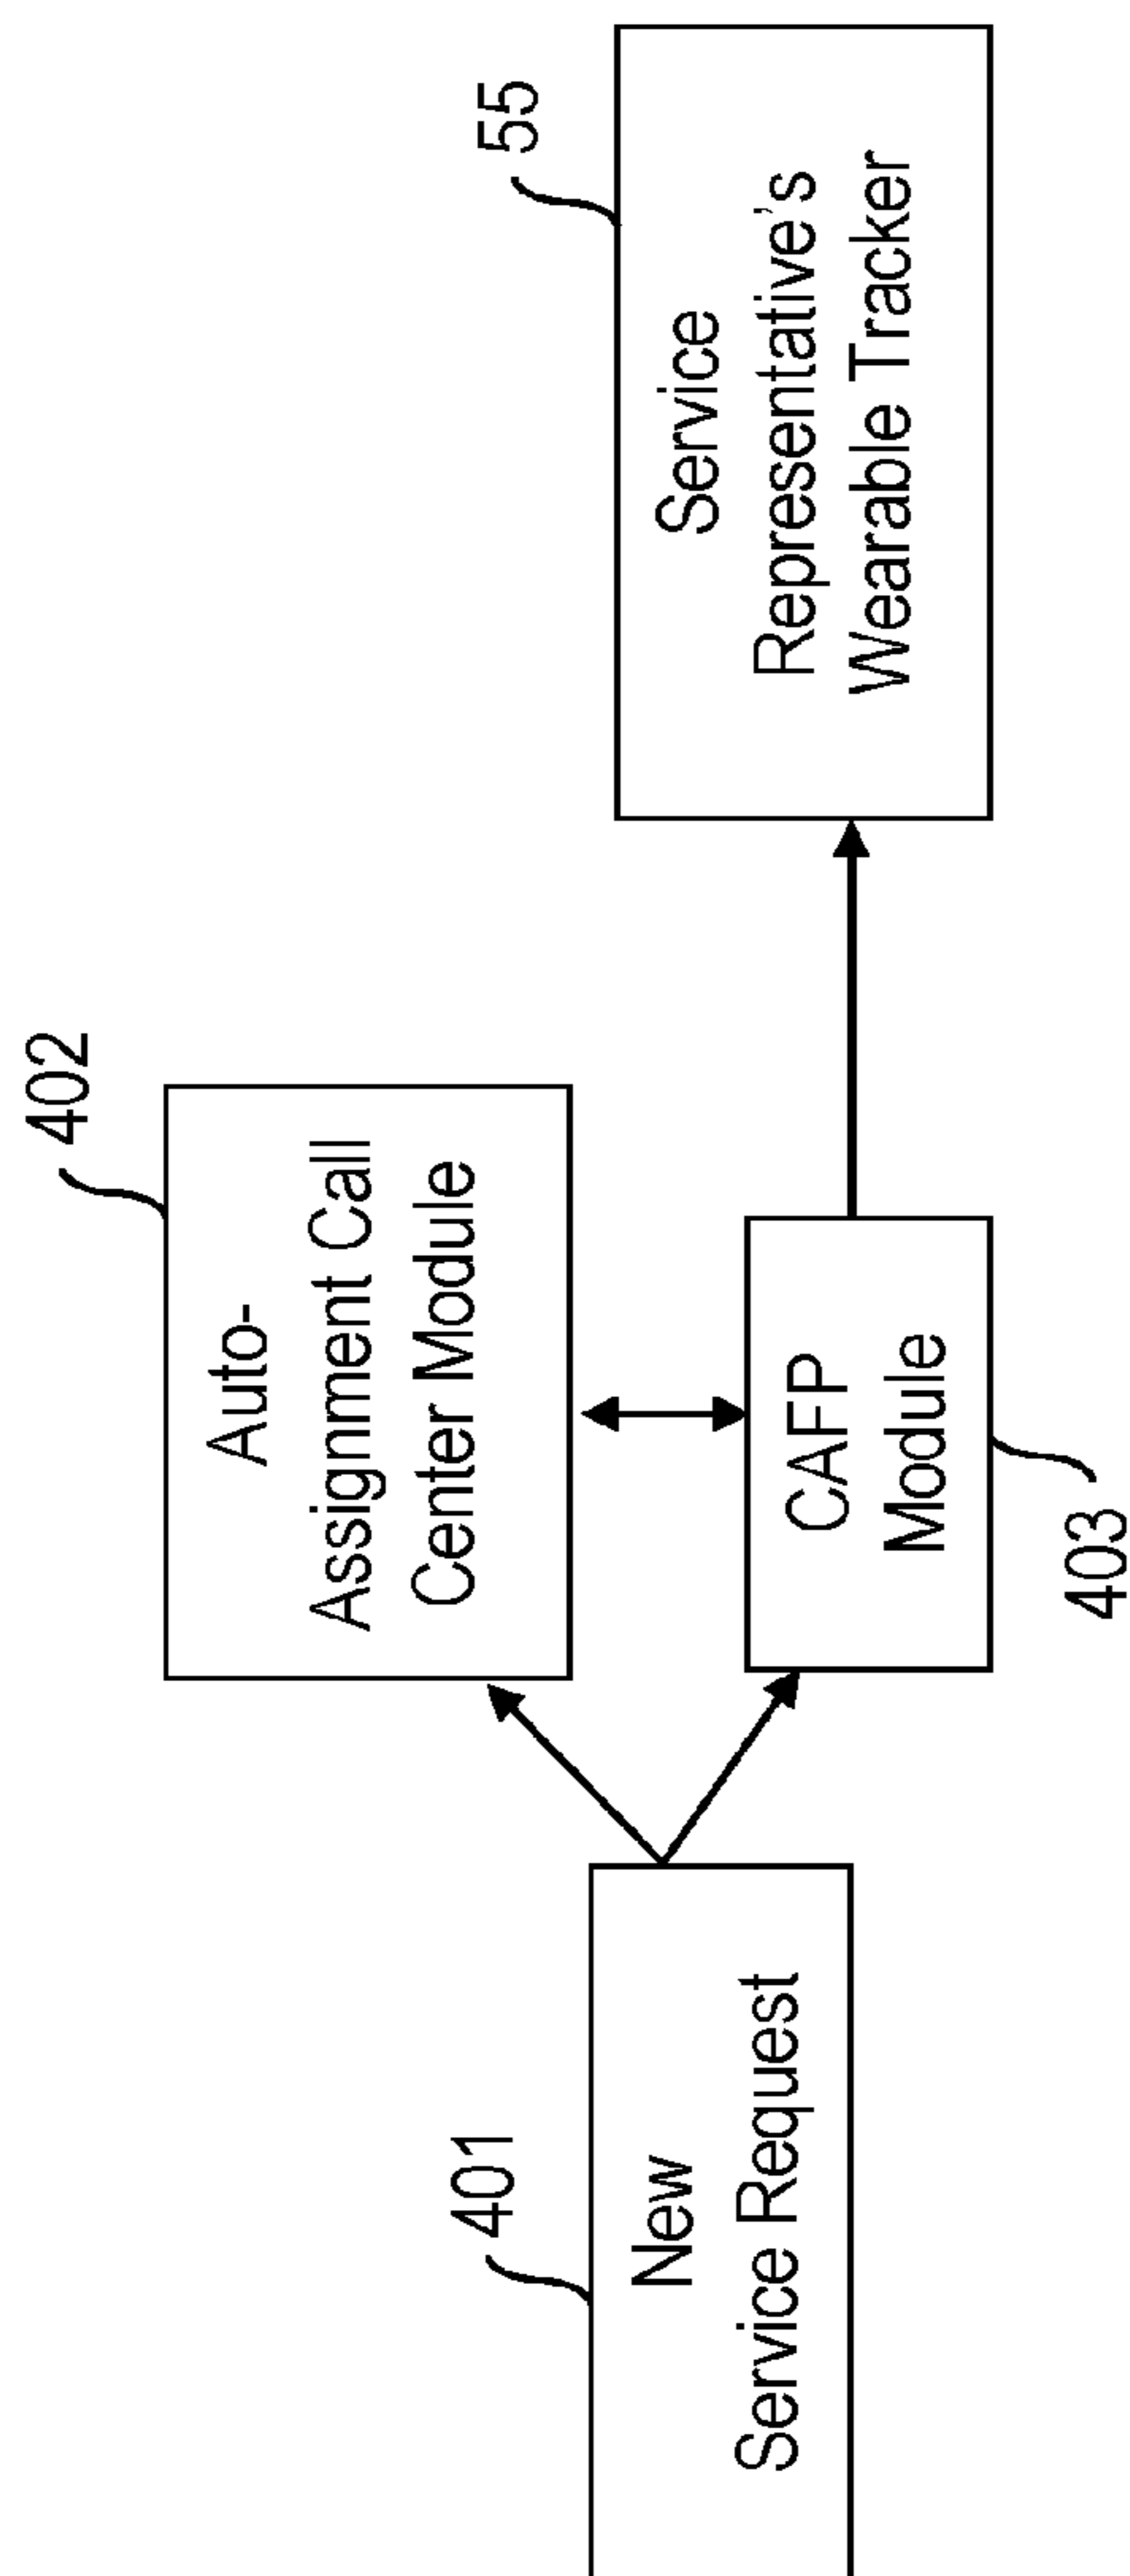 401
New
Service Request
402
Auto-
Assignment Call
Center Module
CAFP
Module
403
55
Service
Representative's
Wearable Tracker